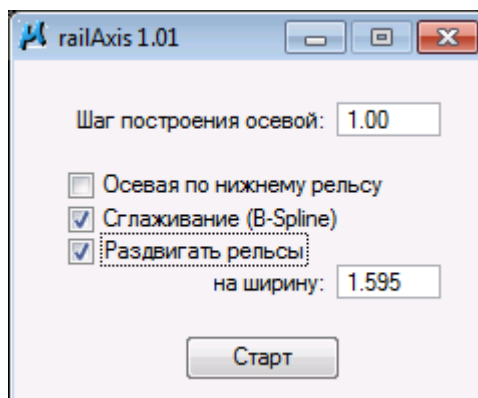 railAxis 1.01
Шаг построения осевой: 1.00
Осевая по нижнему рельсу
Сглаживание (B-Spline)
Раздвигать рельсы
на ширину: 1.595
Старт